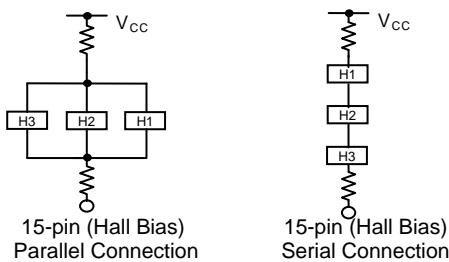 VCC
H3
H2
H1
15-pin (Hall Bias)
Parallel Connection
VCC
H1
H2
H3
15-pin (Hall Bias)
Serial Connection